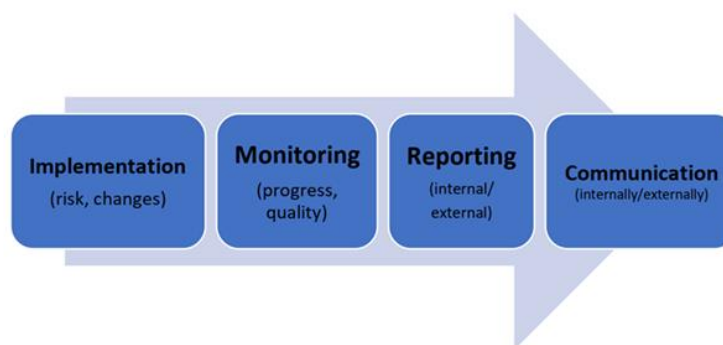 Implementation
(risk, changes)
Monitoring
(progress,
quality)
Reporting
(internal/
external)
Communication
(internally/externally)